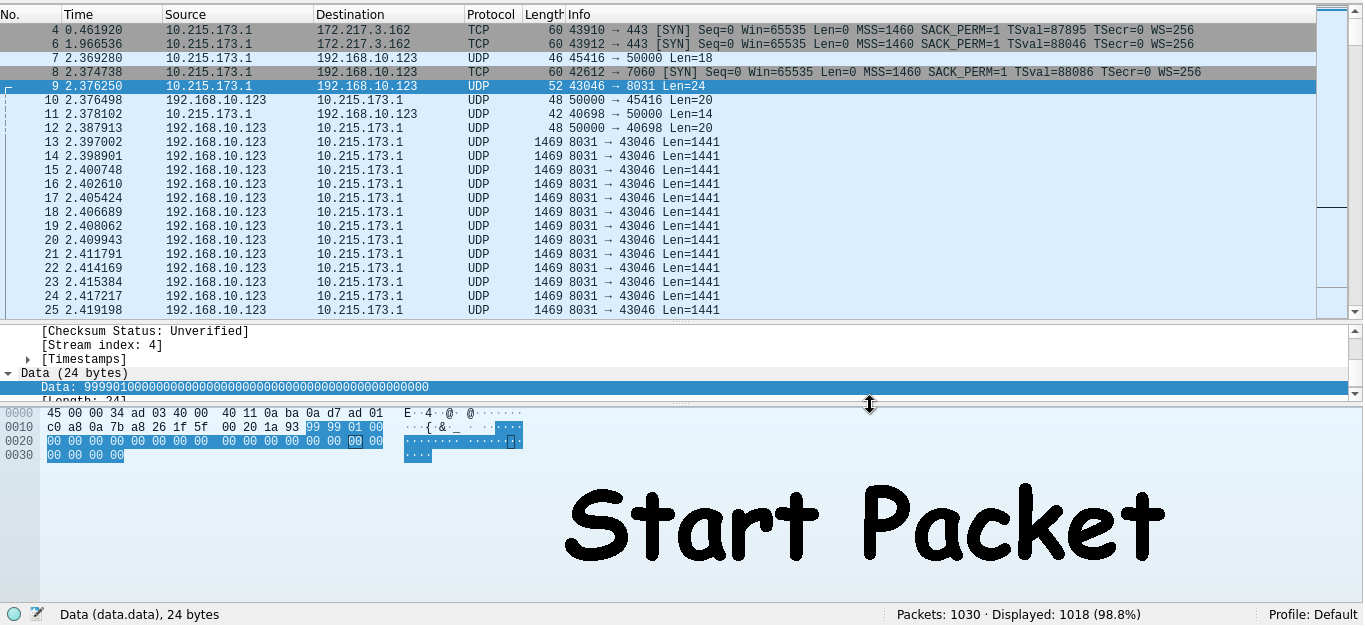 No. Time Source Destination Protocol Length Info
4 0.461920 10.215.173.1 172.217.3.162 TCP 60 43910 → 443 [SYN] Seq=0 Win=65535 Len=0 MSS=1460 SACK_PERM=1 TSval=87895 TSecr=0 WS=256
6 1.966536 10.215.173.1 172.217.3.162 TCP 60 43912 → 443 [SYN] Seq=0 Win=65535 Len=0 MSS=1460 SACK_PERM=1 TSval=88046 TSecr=0 WS=256
7 2.369280 10.215.173.1 192.168.10.123 UDP 46 45416 → 50000 Len=18
8 2.374738 10.215.173.1 192.168.10.123 TCP 60 42612 → 7060 [SYN] Seq=0 Win=65535 Len=0 MSS=1460 SACK_PERM=1 TSval=88086 TSecr=0 WS=256
9 2.376250 10.215.173.1 192.168.10.123 UDP 52 43046 → 8031 Len=24
10 2.376498 192.168.10.123 10.215.173.1 UDP 48 50000 → 45416 Len=20
11 2.378102 10.215.173.1 192.168.10.123 UDP 42 40698 → 50000 Len=14
12 2.387913 192.168.10.123 10.215.173.1 UDP 48 50000 → 40698 Len=20
13 2.397002 192.168.10.123 10.215.173.1 UDP 1469 8031 → 43046 Len=1441
14 2.398901 192.168.10.123 10.215.173.1 UDP 1469 8031 → 43046 Len=1441
15 2.400748 192.168.10.123 10.215.173.1 UDP 1469 8031 → 43046 Len=1441
16 2.402610 192.168.10.123 10.215.173.1 UDP 1469 8031 → 43046 Len=1441
17 2.405424 192.168.10.123 10.215.173.1 UDP 1469 8031 → 43046 Len=1441
18 2.406689 192.168.10.123 10.215.173.1 UDP 1469 8031 → 43046 Len=1441
19 2.408062 192.168.10.123 10.215.173.1 UDP 1469 8031 → 43046 Len=1441
20 2.409943 192.168.10.123 10.215.173.1 UDP 1469 8031 → 43046 Len=1441
21 2.411791 192.168.10.123 10.215.173.1 UDP 1469 8031 → 43046 Len=1441
22 2.414169 192.168.10.123 10.215.173.1 UDP 1469 8031 → 43046 Len=1441
23 2.415384 192.168.10.123 10.215.173.1 UDP 1469 8031 → 43046 Len=1441
24 2.417217 192.168.10.123 10.215.173.1 UDP 1469 8031 → 43046 Len=1441
25 2.419198 192.168.10.123 10.215.173.1 UDP 1469 8031 → 43046 Len=1441
[Checksum Status: Unverified]
[Stream index: 4]
[Timestamps]
Data (24 bytes)
Data: 999901000000000000000000000000000000000000000000
[Length: 24]
0000 45 00 00 34 ad 03 40 00 40 11 0a ba 0a d7 ad 01 E··4··@· @·······
0010 c0 a8 0a 7b a8 26 1f 5f 00 20 1a 93 99 99 01 00 ···{·&·_ · ······
0020 00 00 00 00 00 00 00 00 00 00 00 00 00 00 00 00 ········ ········
0030 00 00 00 00 ····
Start Packet
Data (data.data), 24 bytes Packets: 1030 · Displayed: 1018 (98.8%) Profile: Default